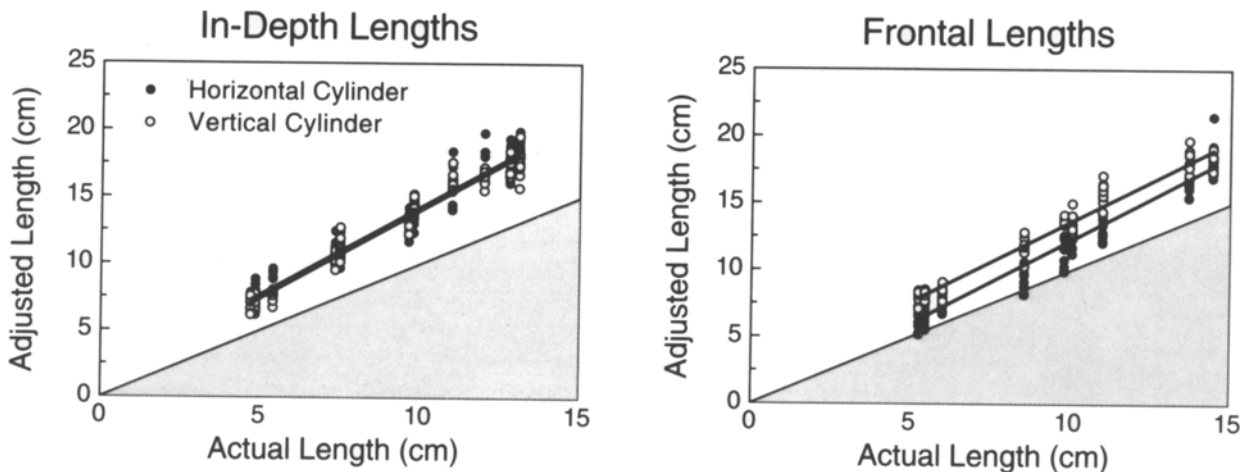 In-Depth Lengths
25
20
15
10
5
0
Adjusted Length (cm)
Horizontal Cylinder
Vertical Cylinder
0 5 10 15
Actual Length (cm)
Frontal Lengths
25
20
15
10
5
0
Adjusted Length (cm)
0 5 10 15
Actual Length (cm)